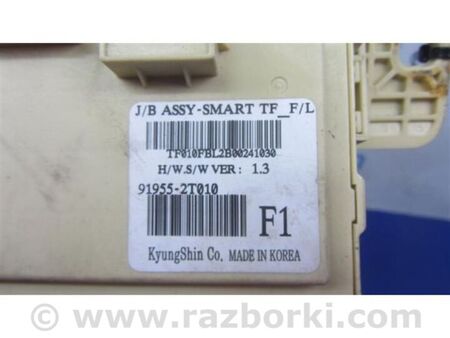 J/B ASSY-SMART TF_F/L
TF010FBL2B00241030
H/W.S/W VER: 1.3
91955-2T010
F1
KyungShin Co. MADE IN KOREA
© www.razborki.com